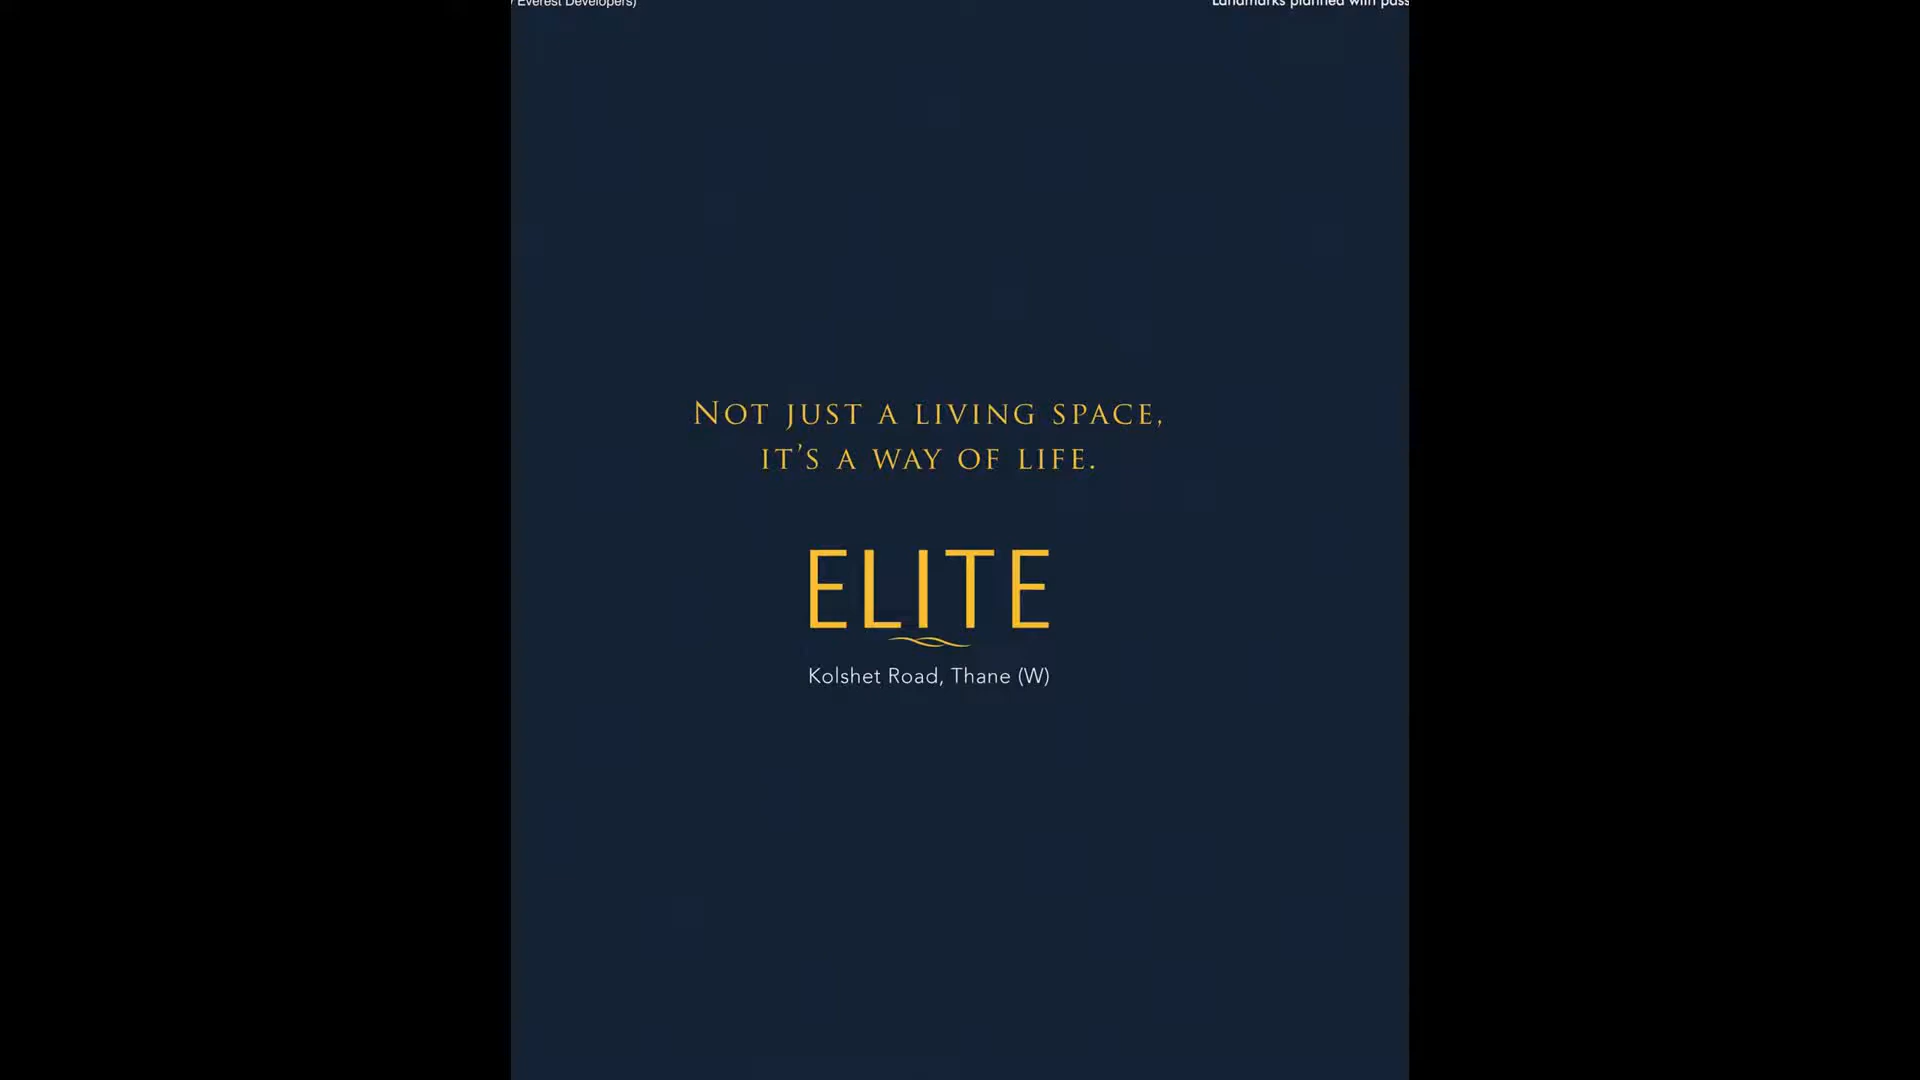 Everest Developers)
Landmarks planned with
NOT JUST A LIVING SPACE,
IT'S A WAY OF LIFE.
ELITE
Kolshet Road, Thane (W)